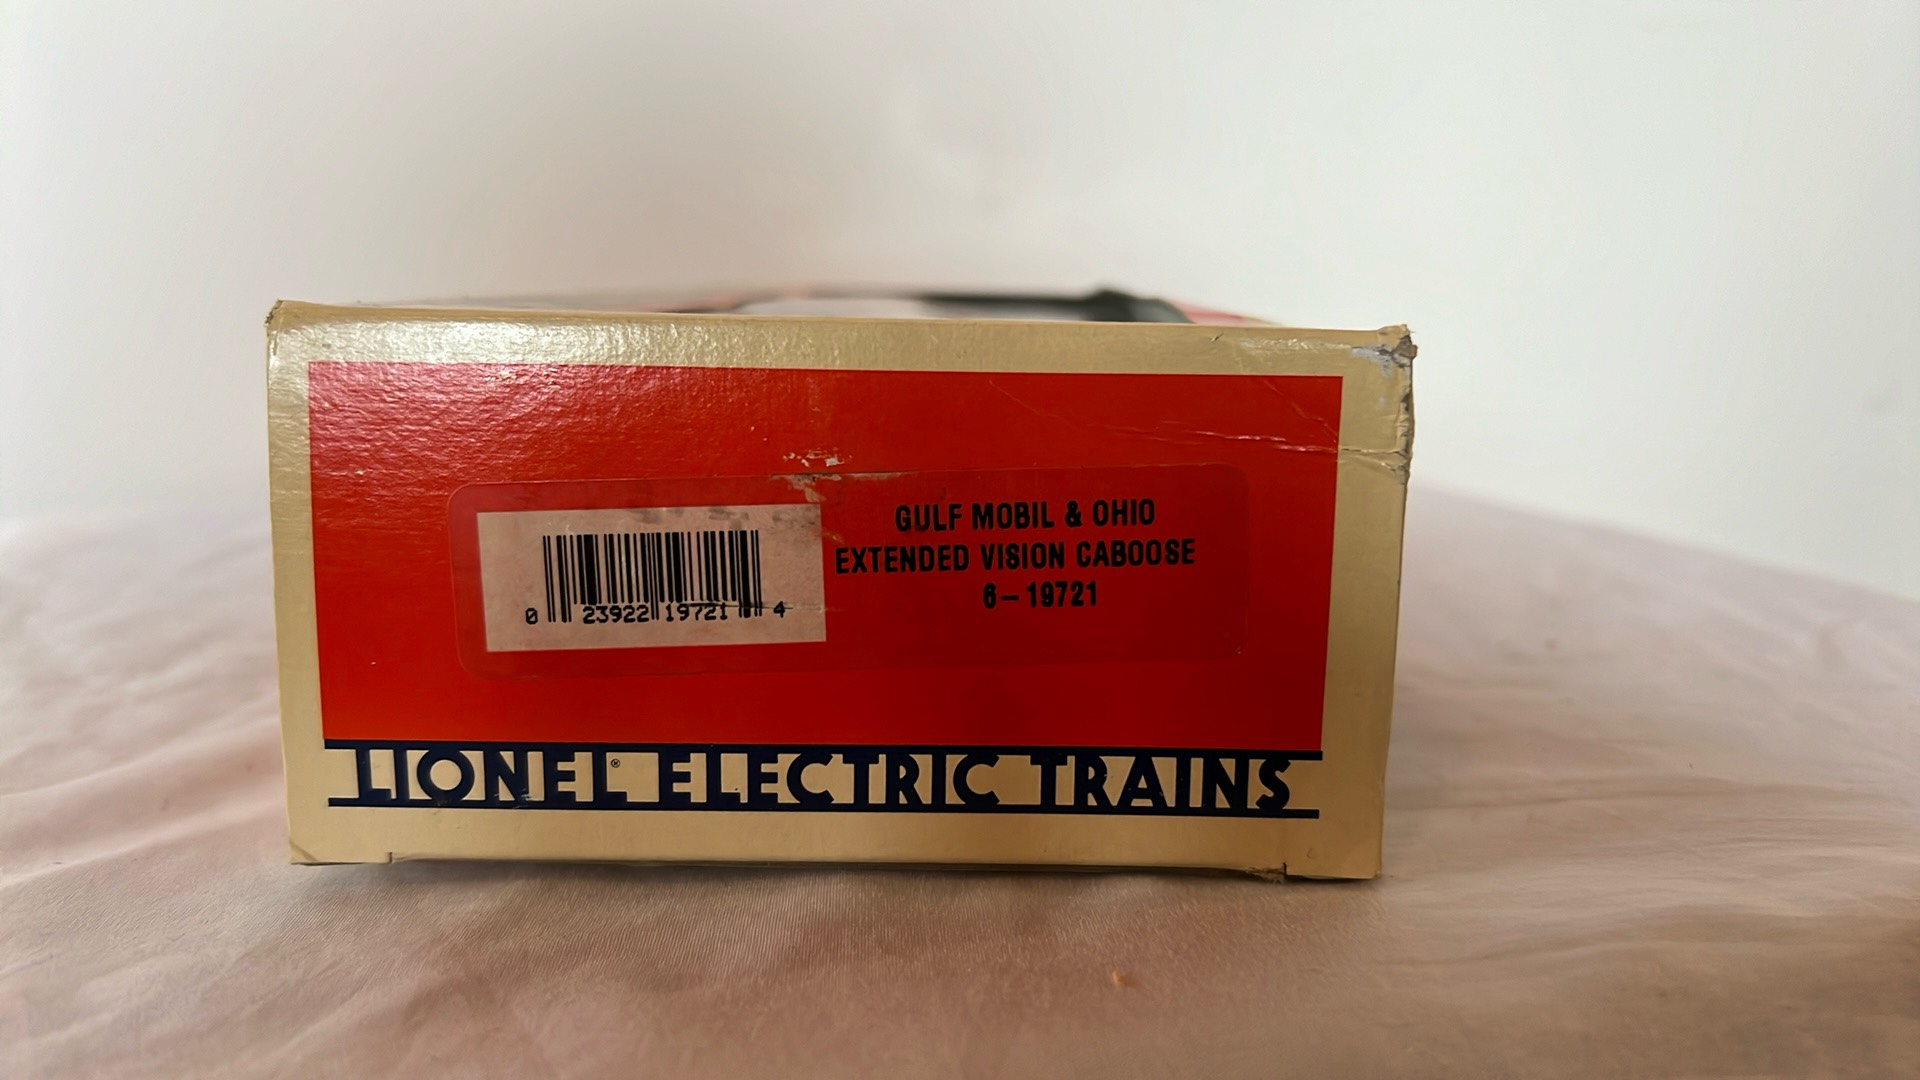 GULF MOBIL & OHIO
EXTENDED VISION CABOOSE
6-19721
0 23922 19721 4
LIONEL® ELECTRIC TRAINS